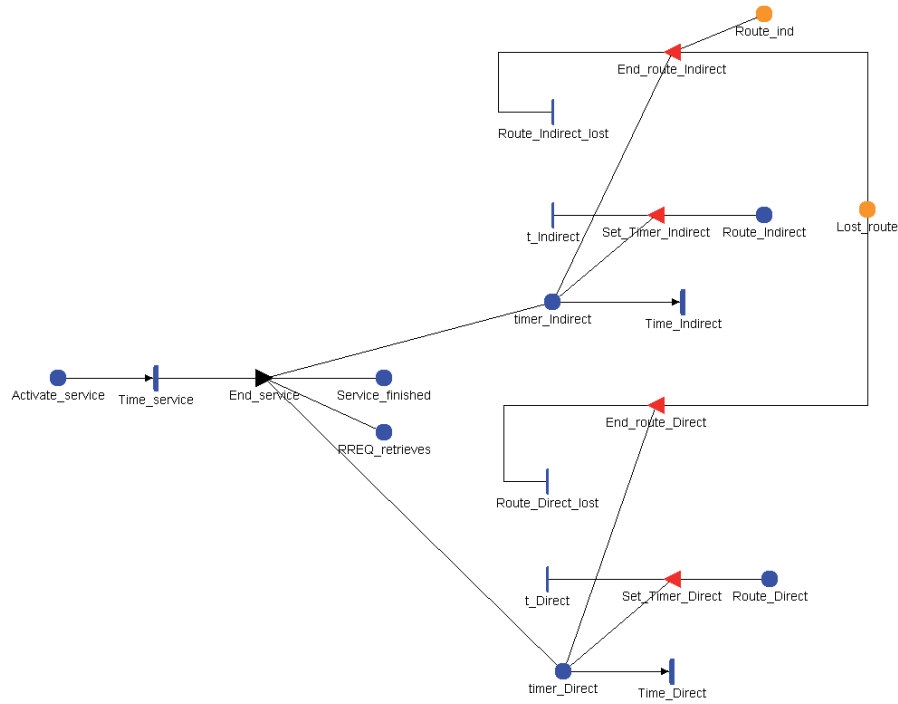 Route_ind
End_route_Indirect
Route_Indirect_lost
t_Indirect
Set_Timer_Indirect
Route_Indirect
Lost_route
timer_Indirect
Time_Indirect
Activate_service
Time_service
End_service
Service_finished
RREQ_retrieves
End_route_Direct
Route_Direct_lost
t_Direct
Set_Timer_Direct
Route_Direct
timer_Direct
Time_Direct